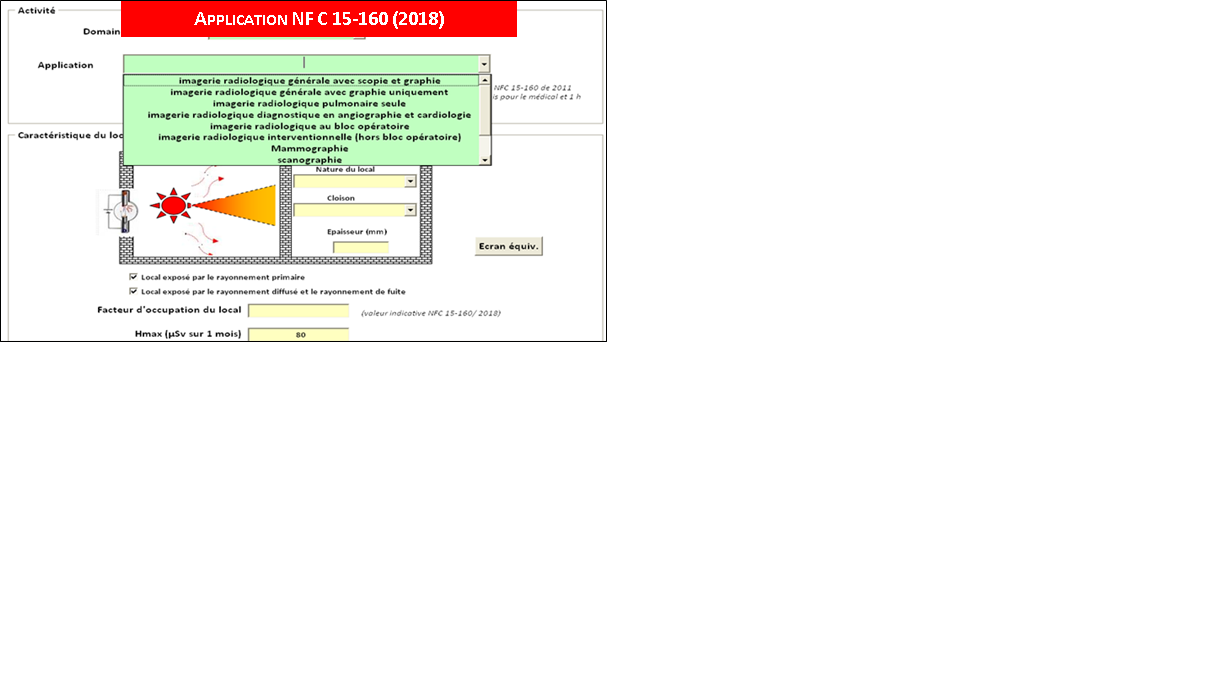 Activité
APPLICATION NF C 15-160 (2018)
Domain
Application
imagerie radiologique générale avec scopie et graphie
imagerie radiologique générale avec graphie uniquement
imagerie radiologique pulmonaire seule
imagerie radiologique diagnostique en angiographie et cardiologie
imagerie radiologique au bloc opératoire
imagerie radiologique interventionnelle (hors bloc opératoire)
Mammographie
scanographie
NFC 15-160 de 2011
is pour le médical et 1 h
Caractéristique du loc
Nature du local
Cloison
Epaisseur (mm)
Ecran équiv.
Local exposé par le rayonnement primaire
Local exposé par le rayonnement diffusé et le rayonnement de fuite
Facteur d'occupation du local
(valeur indicative NFC 15-160/ 2018)
Hmax (µSv sur 1 mois)
80